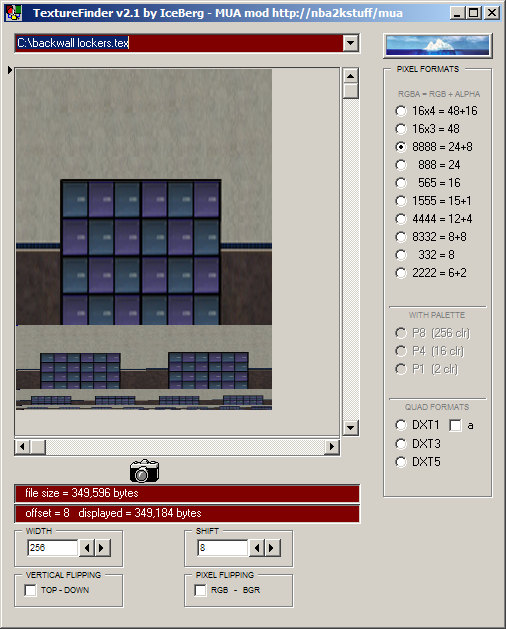 TextureFinder v2.1 by IceBerg - MUA mod http://nba2kstuff/mua
C:\backwall lockers.tex
PIXEL FORMATS
RGBA = RGB + ALPHA
16x4 = 48+16
16x3 = 48
8888 = 24+8
888 = 24
565 = 16
1555 = 15+1
4444 = 12+4
8332 = 8+8
332 = 8
2222 = 6+2
WITH PALETTE
P8 (256 clr)
P4 (16 clr)
P1 (2 clr)
QUAD FORMATS
DXT1 a
DXT3
DXT5
file size = 349,596 bytes
offset = 8 displayed = 349,184 bytes
WIDTH
256
SHIFT
8
VERTICAL FLIPPING
TOP - DOWN
PIXEL FLIPPING
RGB - BGR